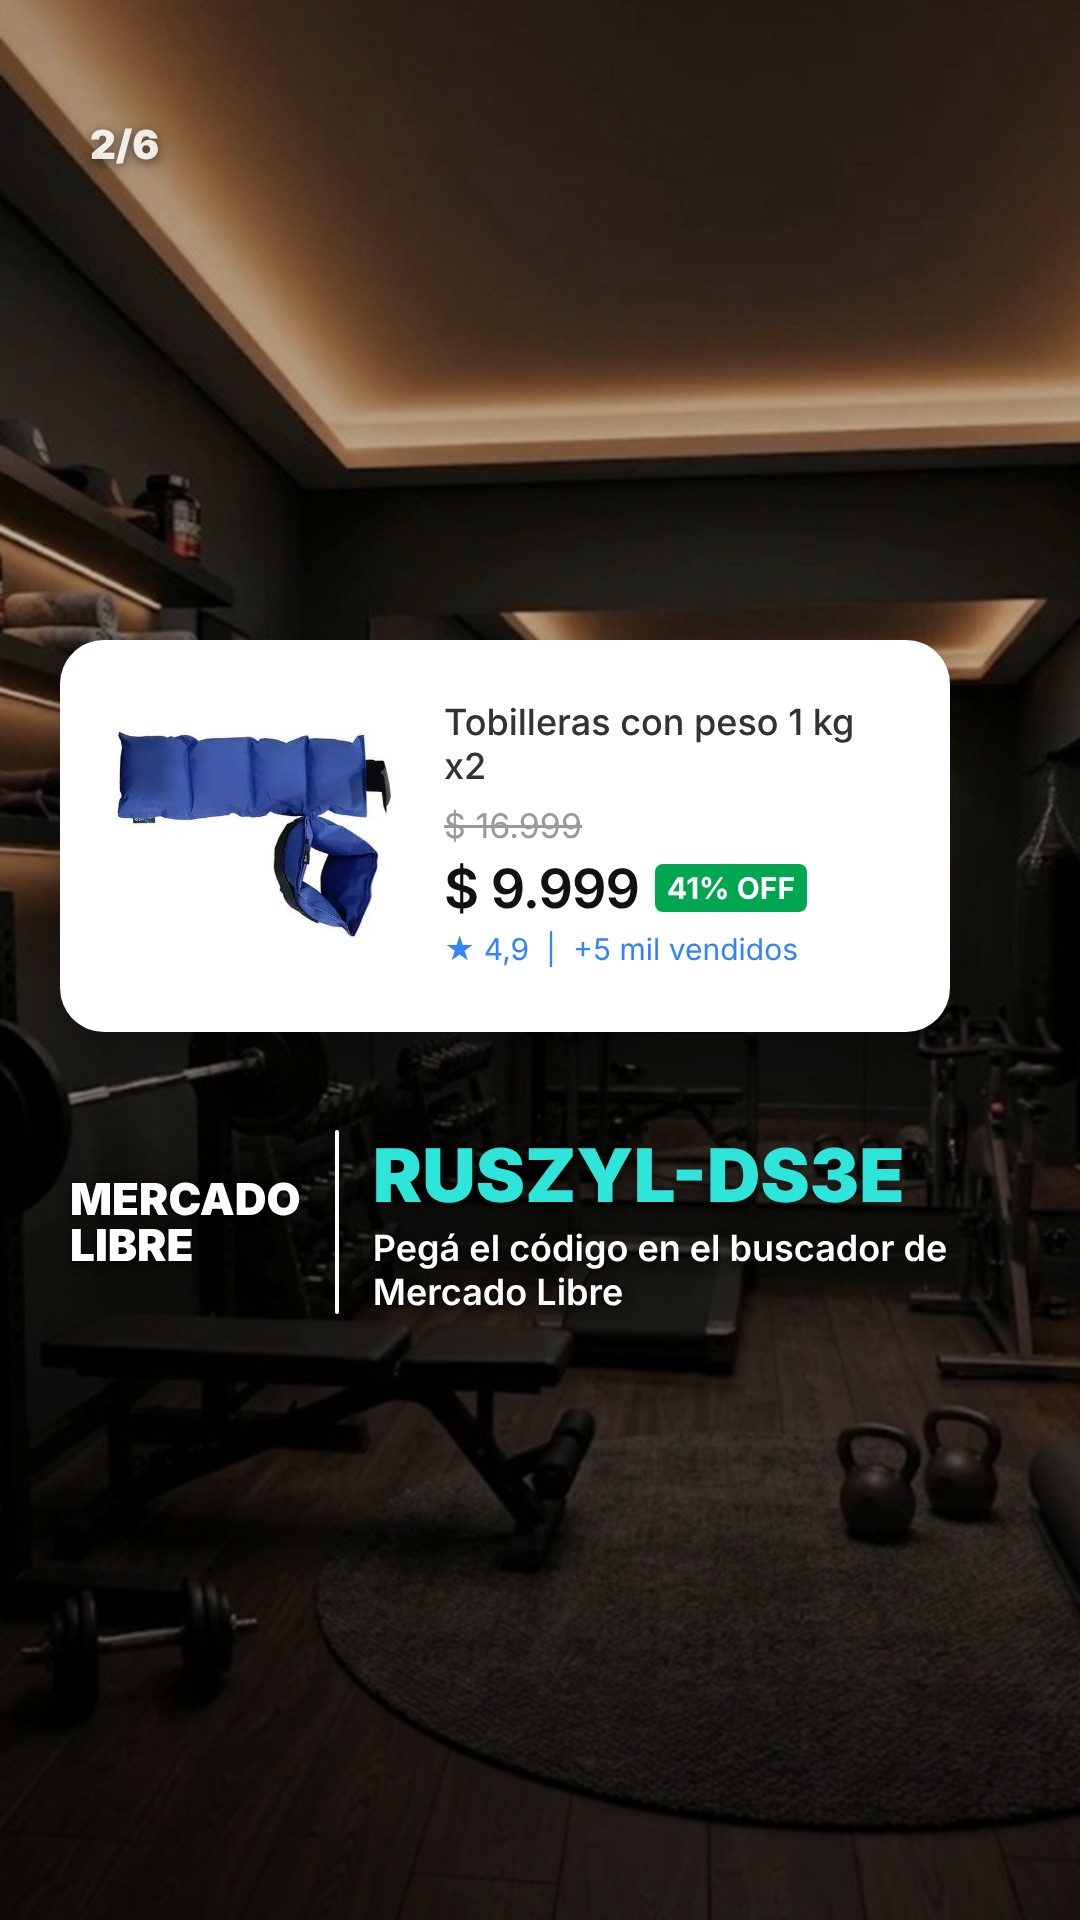 2/6
Tobilleras con peso 1 kg
x2
$ 16.999
$ 9.999 41% OFF
★ 4,9 | +5 mil vendidos
MERCADO
LIBRE
RUSZYL-DS3E
Pegá el código en el buscador de
Mercado Libre